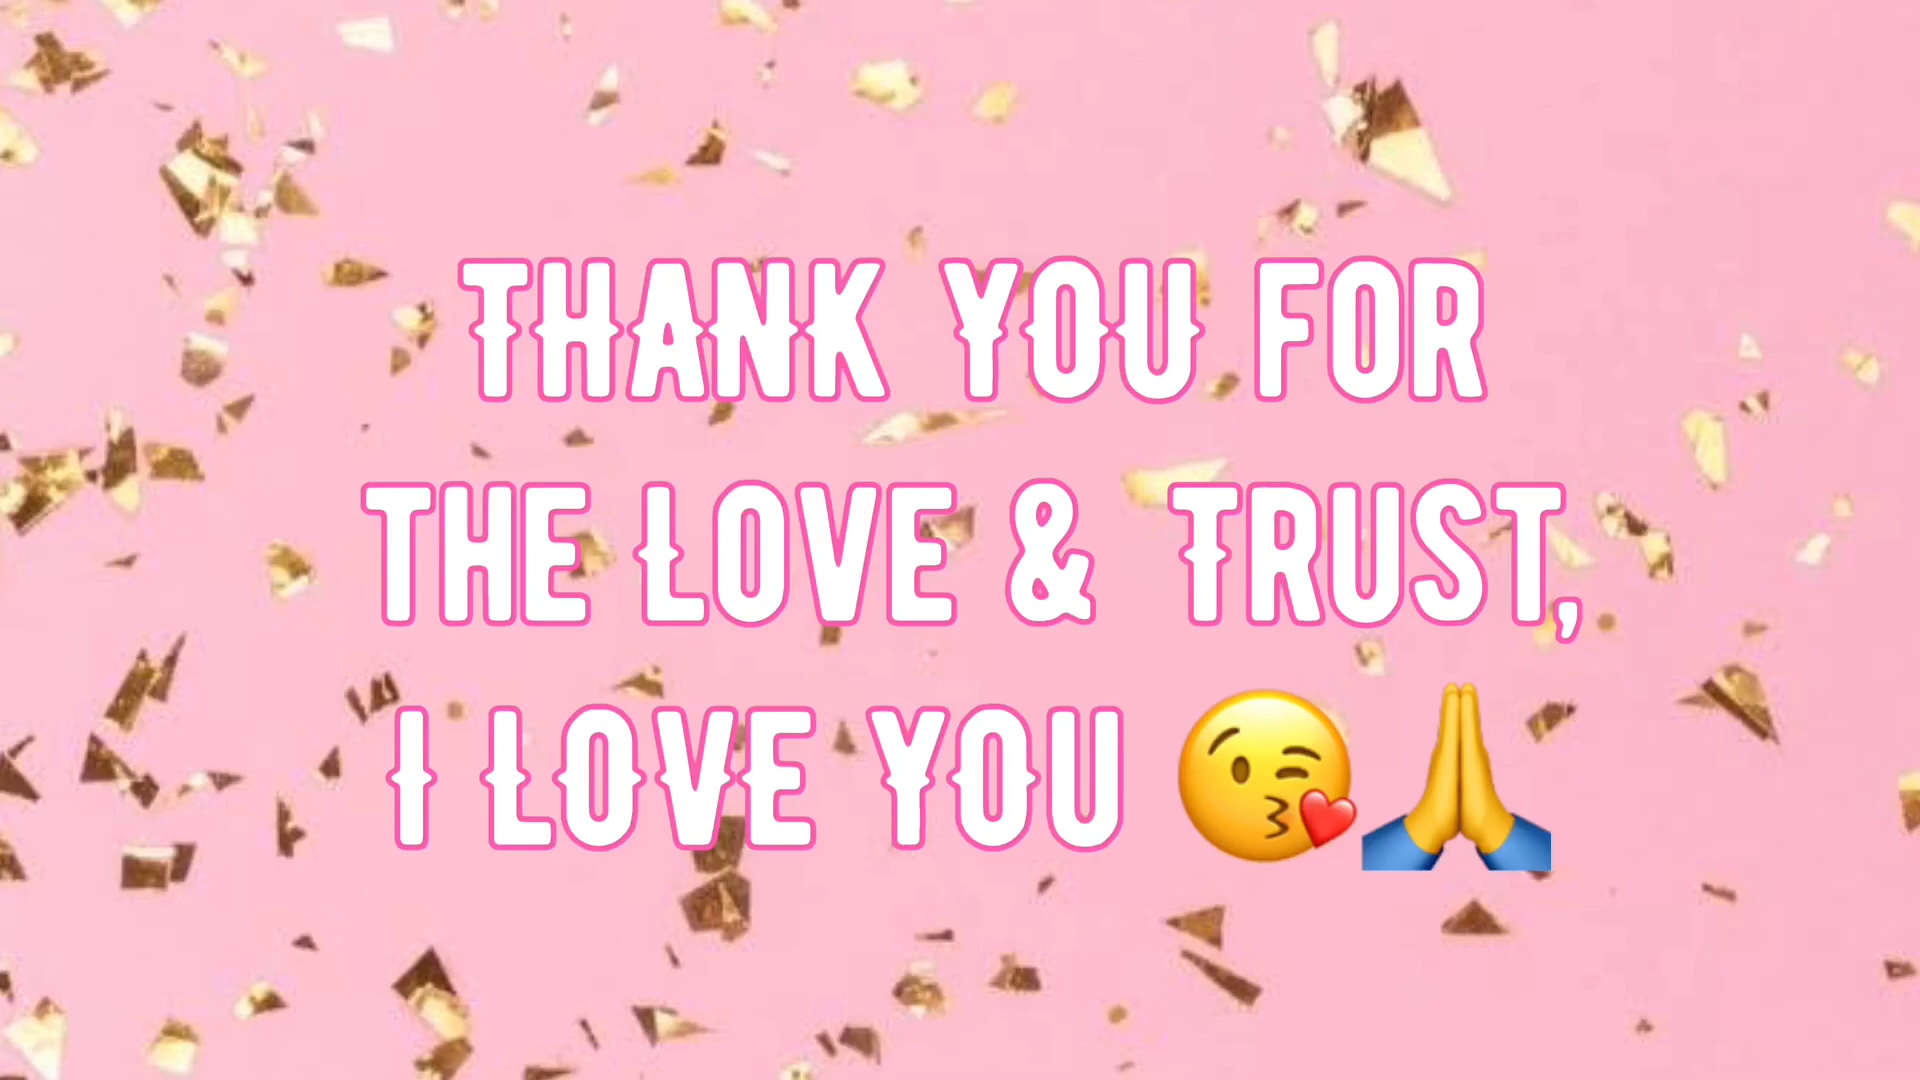 THANK YOU FOR
THE LOVE & TRUST,
I LOVE YOU 😘🙏